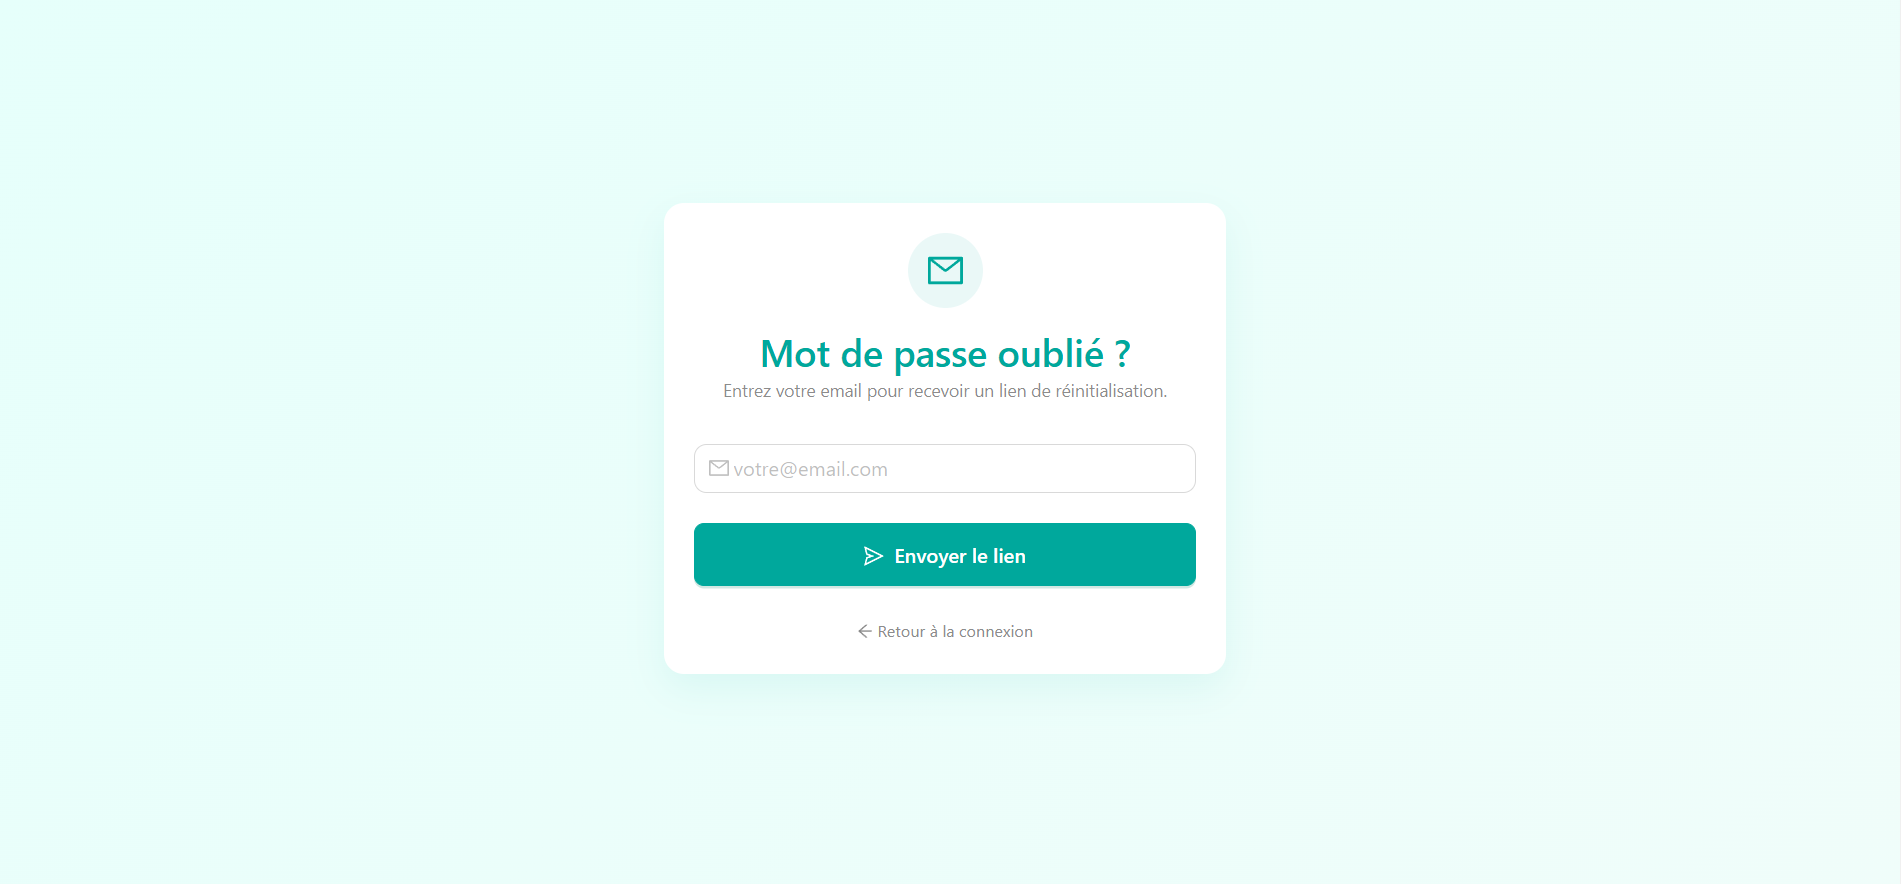 Mot de passe oublié ?
Entrez votre email pour recevoir un lien de réinitialisation.
votre@email.com
Envoyer le lien
Retour à la connexion